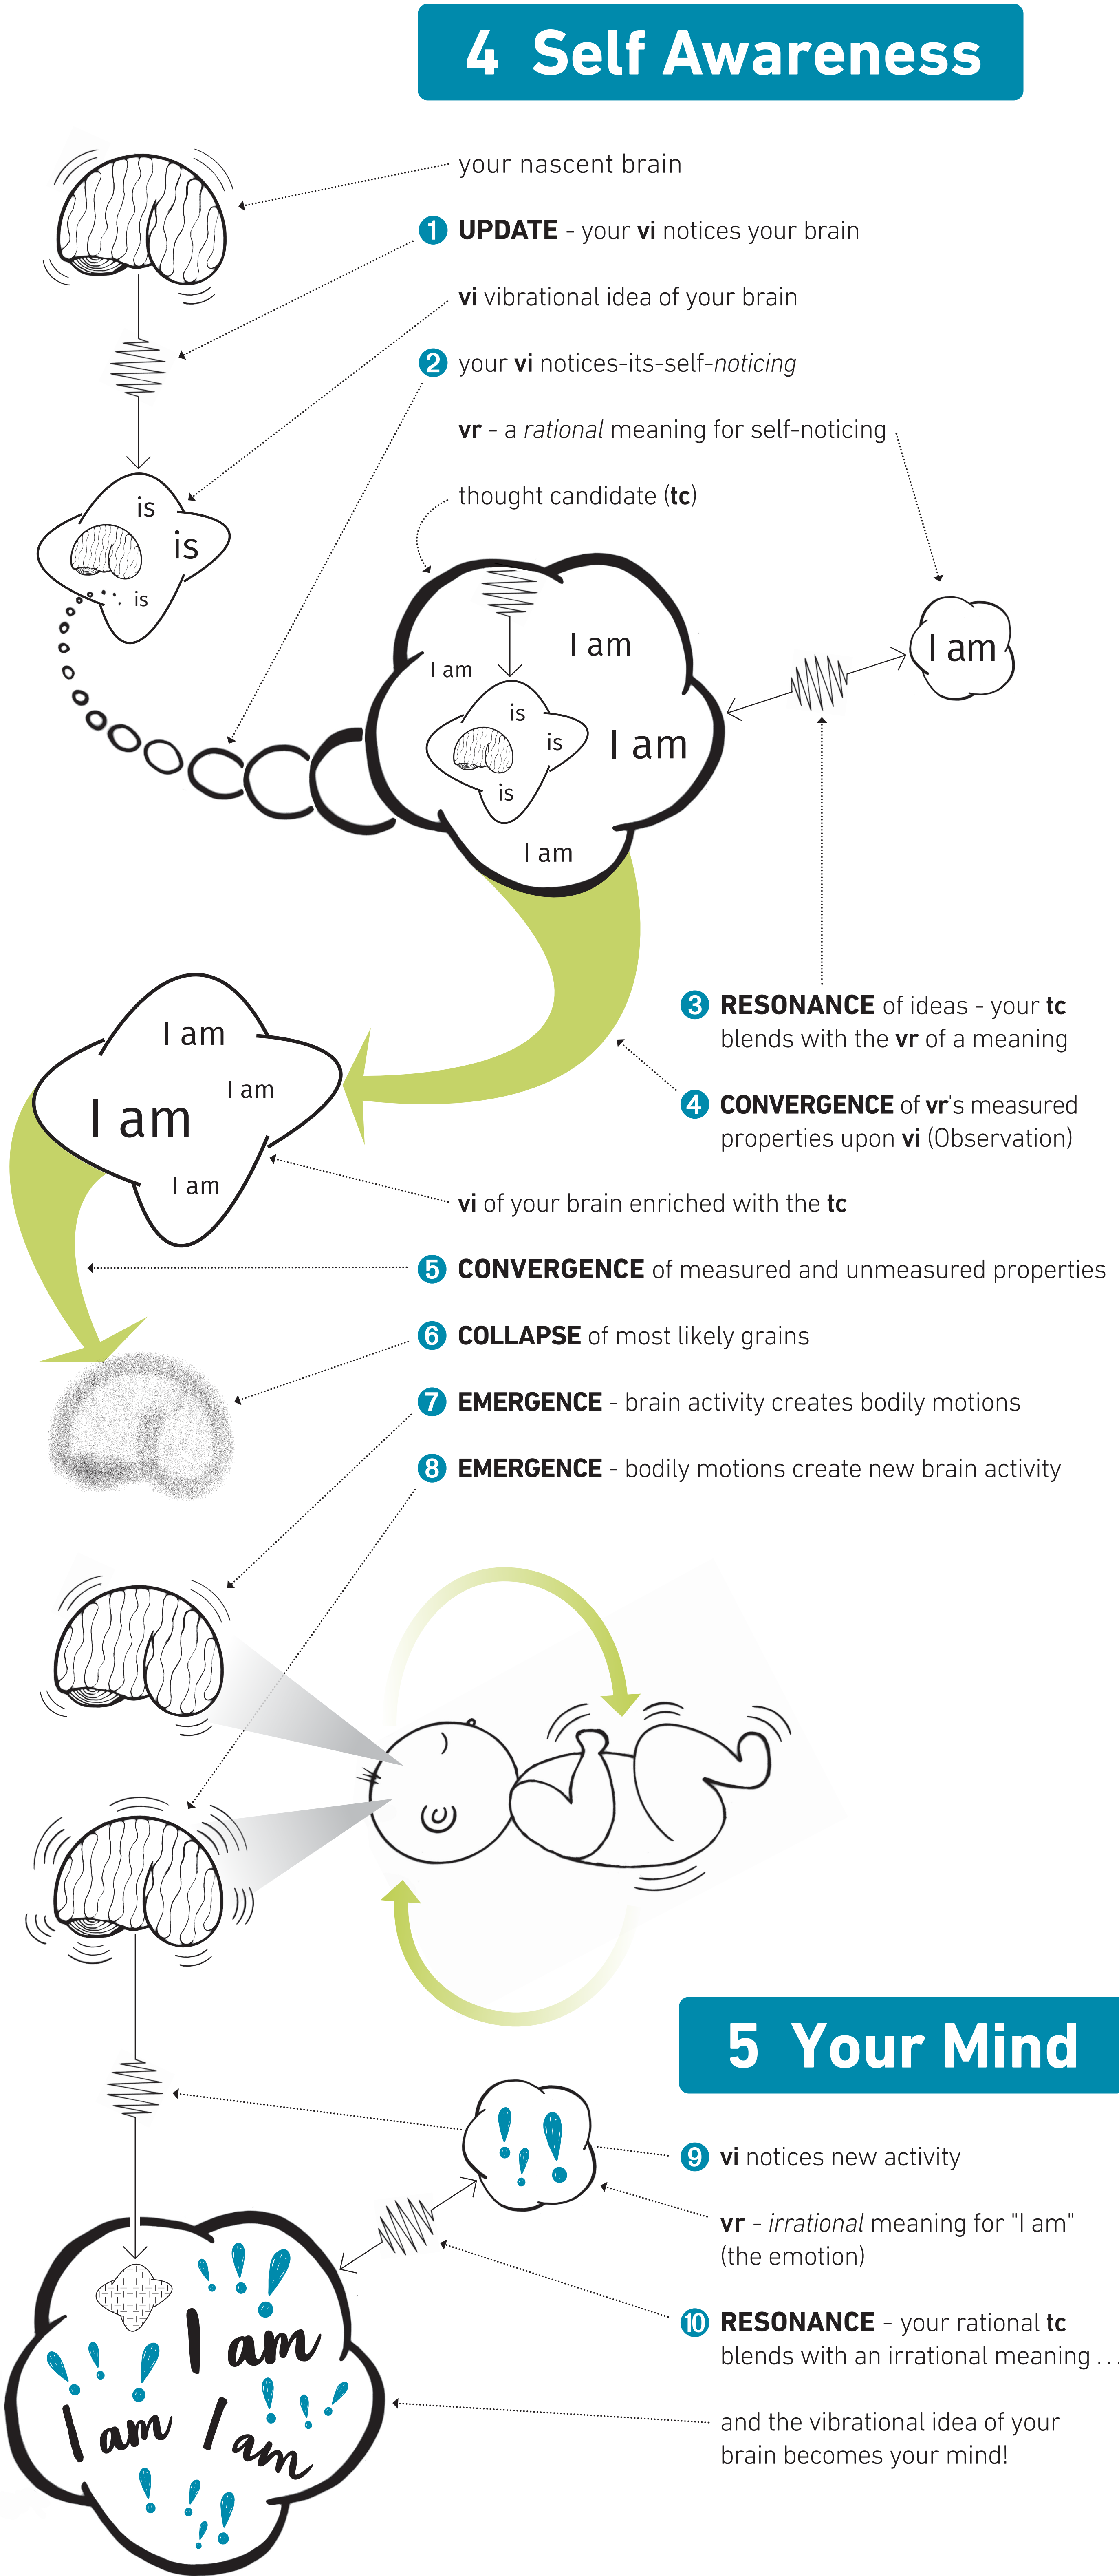 4 Self Awareness
your nascent brain
1 UPDATE - your vi notices your brain
vi vibrational idea of your brain
2 your vi notices-its-self-noticing
vr - a rational meaning for self-noticing
thought candidate (tc)
is
is
is
I am
I am
I am
is
is
I am
is
I am
3 RESONANCE of ideas - your tc
blends with the vr of a meaning
4 CONVERGENCE of vr's measured
properties upon vi (Observation)
I am
I am
I am
I am
vi of your brain enriched with the tc
5 CONVERGENCE of measured and unmeasured properties
6 COLLAPSE of most likely grains
7 EMERGENCE - brain activity creates bodily motions
8 EMERGENCE - bodily motions create new brain activity
5 Your Mind
! ! !
9 vi notices new activity
vr - irrational meaning for "I am"
(the emotion)
10 RESONANCE - your rational tc
blends with an irrational meaning . . .
and the vibrational idea of your
brain becomes your mind!
! ! !
I am
! ! !
! ! !
I am I am
! ! ! !